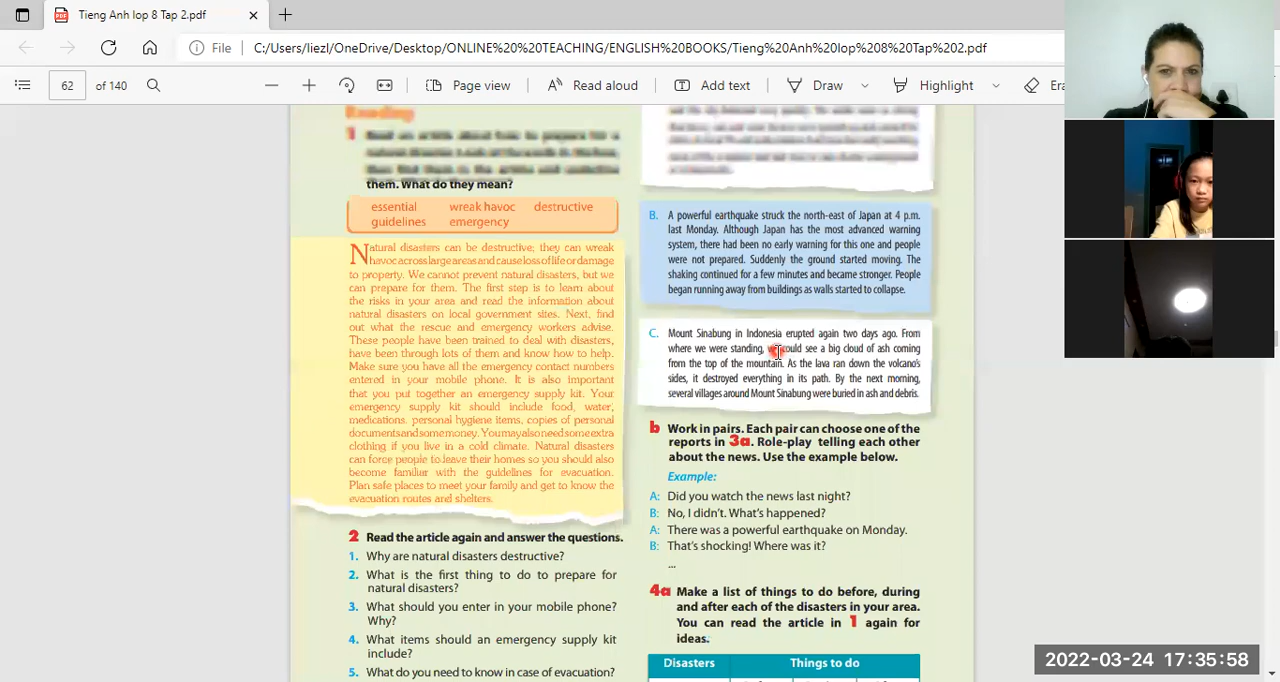 Tieng Anh lop 8 Tap 2.pdf
File
C:/Users/liezl/OneDrive/Desktop/ONLINE%20%20TEACHING/ENGLISH%20BOOKS/Tieng%20Anh%20lop%208%20Tap%202.pdf
62 of 140
Page view
Read aloud
Add text
Draw
Highlight
Era
Reading
1 Read an article about how to prepare for a
them. What do they mean?
essential wreak havoc destructive
guidelines emergency
Natural disasters can be destructive; they can wreak
havoc across large areas and cause loss of life or damage
to property. We cannot prevent natural disasters, but we
can prepare for them. The first step is to learn about
the risks in your area and read the information about
natural disasters on local government sites. Next, find
out what the rescue and emergency workers advise.
These people have been trained to deal with disasters,
have been through lots of them and know how to help.
Make sure you have all the emergency contact numbers
entered in your mobile phone. It is also important
that you put together an emergency supply kit. Your
emergency supply kit should include food, water,
medications, personal hygiene items, copies of personal
documents and some money. You may also need some extra
clothing if you live in a cold climate. Natural disasters
can force people to leave their homes so you should also
become familiar with the guidelines for evacuation.
Plan safe places to meet your family and get to know the
evacuation routes and shelters.
2 Read the article again and answer the questions.
1. Why are natural disasters destructive?
2. What is the first thing to do to prepare for
natural disasters?
3. What should you enter in your mobile phone?
Why?
4. What items should an emergency supply kit
include?
5. What do you need to know in case of evacuation?
B. A powerful earthquake struck the north-east of Japan at 4 p.m.
last Monday. Although Japan has the most advanced warning
system, there had been no early warning for this one and people
were not prepared. Suddenly the ground started moving. The
shaking continued for a few minutes and became stronger. People
began running away from buildings as walls started to collapse.
C. Mount Sinabung in Indonesia erupted again two days ago. From
where we were standing, we could see a big cloud of ash coming
from the top of the mountain. As the lava ran down the volcano's
sides, it destroyed everything in its path. By the next morning,
several villages around Mount Sinabung were buried in ash and debris.
b Work in pairs. Each pair can choose one of the
reports in 3a. Role-play telling each other
about the news. Use the example below.
Example:
A: Did you watch the news last night?
B: No, I didn't. What's happened?
A: There was a powerful earthquake on Monday.
B: That's shocking! Where was it?
...
4a Make a list of things to do before, during
and after each of the disasters in your area.
You can read the article in 1 again for
ideas.
Disasters Things to do
2022-03-24 17:35:58